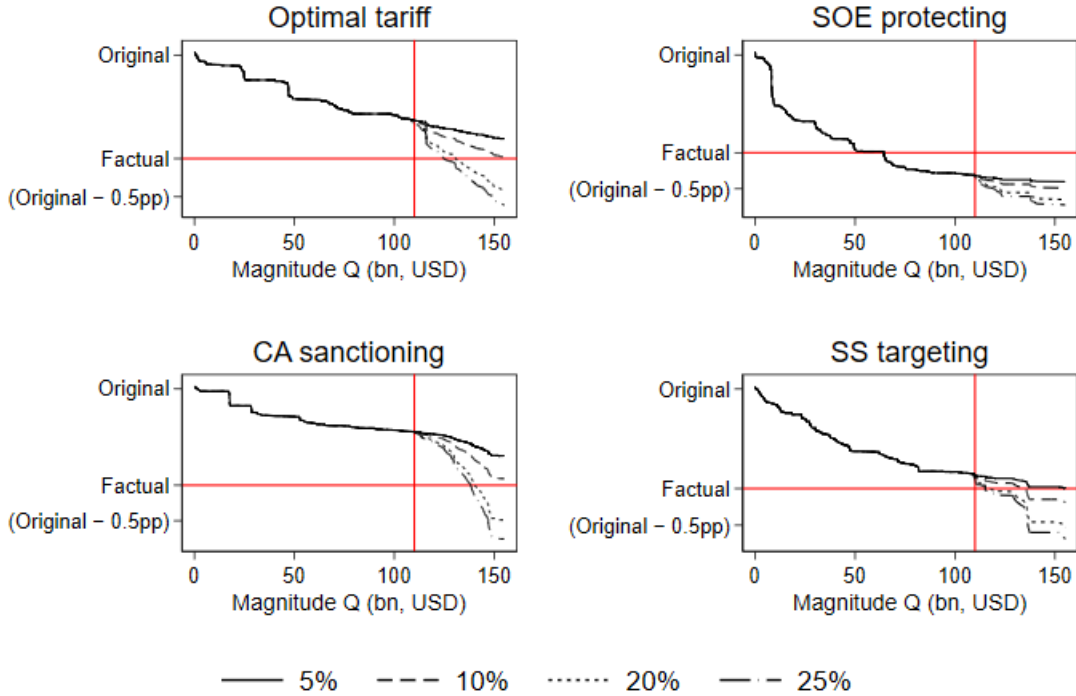 Optimal tariff
Original
Factual
(Original − 0.5pp)
0 50 100 150
Magnitude Q (bn, USD)
SOE protecting
Original
Factual
(Original − 0.5pp)
0 50 100 150
Magnitude Q (bn, USD)
CA sanctioning
Original
Factual
(Original − 0.5pp)
0 50 100 150
Magnitude Q (bn, USD)
SS targeting
Original
Factual
(Original − 0.5pp)
0 50 100 150
Magnitude Q (bn, USD)
5% 10% 20% 25%